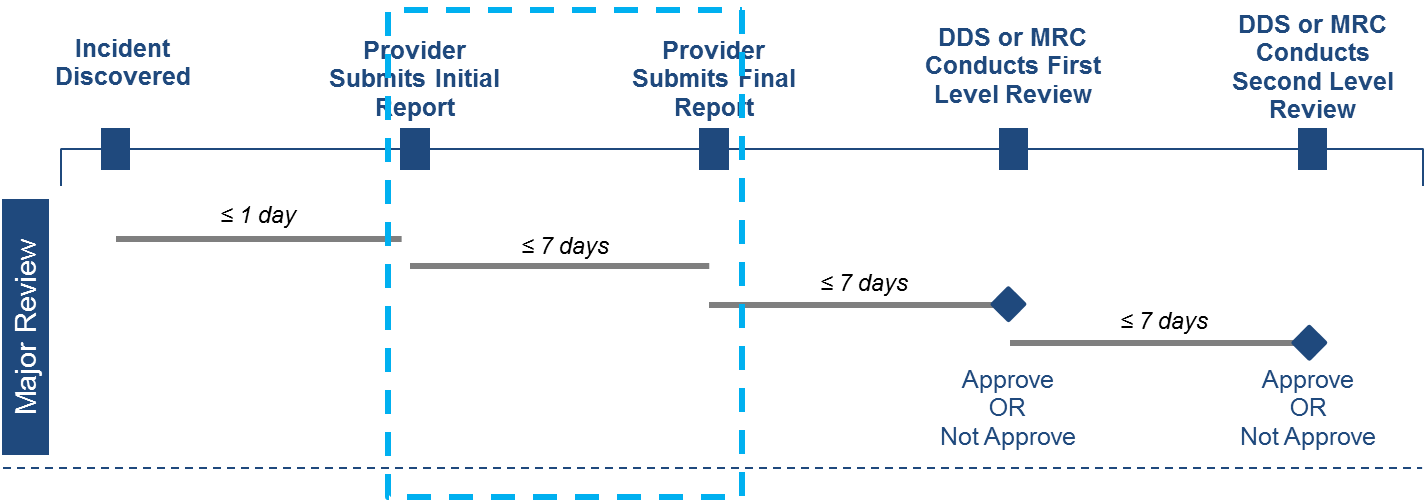 Incident
Discovered
Provider
Submits Initial
Report
Provider
Submits Final
Report
DDS or MRC
Conducts First
Level Review
DDS or MRC
Conducts
Second Level
Review
Major Review
≤ 1 day
≤ 7 days
≤ 7 days
≤ 7 days
Approve
OR
Not Approve
Approve
OR
Not Approve